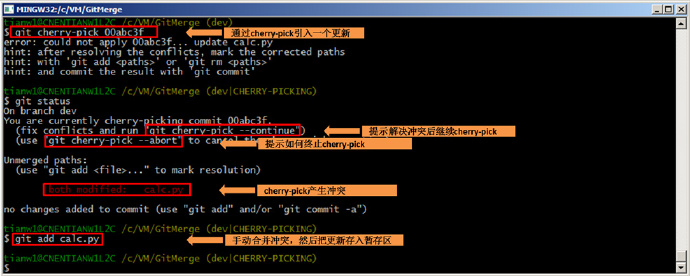 MINGW32:/c/VM/GitMerge
tianw1@CNENTIANW1L2C /c/VM/GitMerge (dev)
$ git cherry-pick 00abc3f
通过cherry-pick引入一个更新
error: could not apply 00abc3f... update calc.py
hint: after resolving the conflicts, mark the corrected paths
hint: with 'git add <paths>' or 'git rm <paths>'
hint: and commit the result with 'git commit'
tianw1@CNENTIANW1L2C /c/VM/GitMerge (dev|CHERRY-PICKING)
$ git status
On branch dev
You are currently cherry-picking commit 00abc3f.
(fix conflicts and run "git cherry-pick --continue")
提示解决冲突后继续cherry-pick
(use "git cherry-pick --abort" to cancel the
提示如何终止cherry-pick
Unmerged paths:
(use "git add <file>..." to mark resolution)
both modified: calc.py
cherry-pick产生冲突
no changes added to commit (use "git add" and/or "git commit -a")
tianw1@CNENTIANW1L2C /c/VM/GitMerge (dev|CHERRY-PICKING)
$ git add calc.py
手动合并冲突，然后把更新存入暂存区
tianw1@CNENTIANW1L2C /c/VM/GitMerge (dev|CHERRY-PICKING)
$